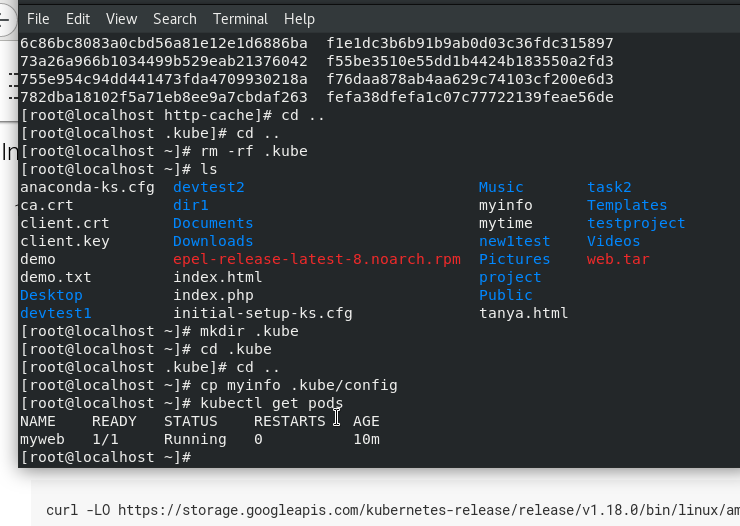 File Edit View Search Terminal Help
6c86bc8083a0cbd56a81e12e1d6886ba  f1e1dc3b6b91b9ab0d03c36fdc315897
73a26a966b1034499b529eab21376042  f55be3510e55dd1b4424b183550a2fd3
755e954c94dd441473fda4709930218a  f76daa878ab4aa629c74103cf200e6d3
782dba18102f5a71eb8ee9a7cbdaf263  fefa38dfefa1c07c77722139feae56de
[root@localhost http-cache]# cd ..
[root@localhost .kube]# cd ..
[root@localhost ~]# rm -rf .kube
[root@localhost ~]# ls
anaconda-ks.cfg  devtest2                         Music       task2
ca.crt           dir1                             myinfo      Templates
client.crt       Documents                        mytime      testproject
client.key       Downloads                        new1test    Videos
demo             epel-release-latest-8.noarch.rpm  Pictures    web.tar
demo.txt         index.html                       project
Desktop          index.php                        Public
devtest1         initial-setup-ks.cfg             tanya.html
[root@localhost ~]# mkdir .kube
[root@localhost ~]# cd .kube
[root@localhost .kube]# cd ..
[root@localhost ~]# cp myinfo .kube/config
[root@localhost ~]# kubectl get pods
NAME    READY   STATUS    RESTARTS   AGE
myweb   1/1     Running   0          10m
[root@localhost ~]#
In
curl -LO https://storage.googleapis.com/kubernetes-release/release/v1.18.0/bin/linux/am